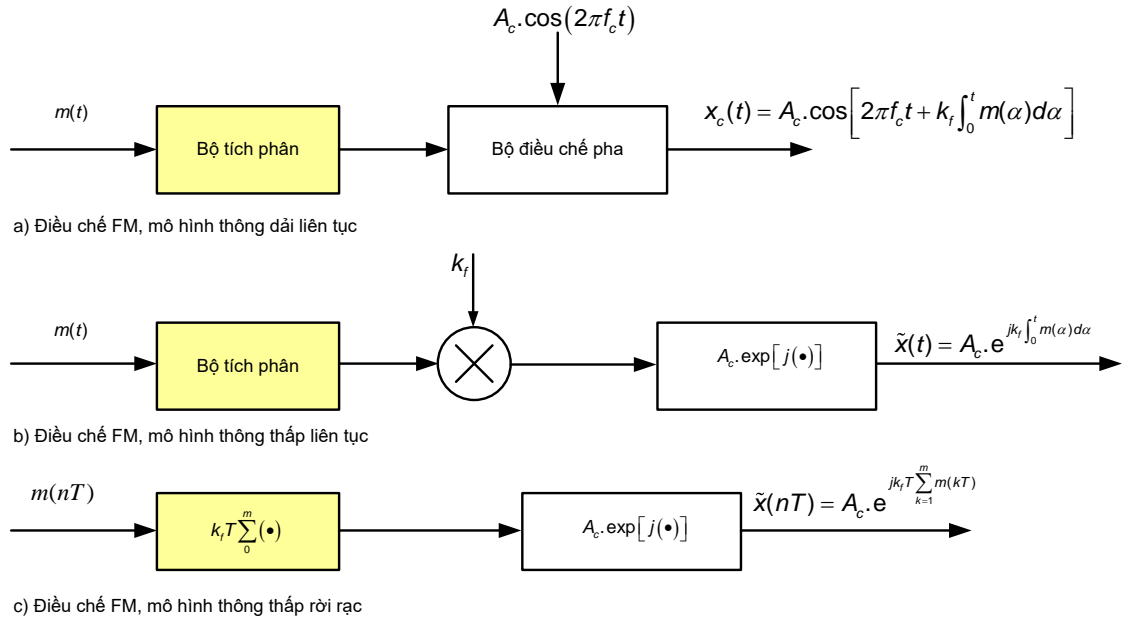 A_c.cos(2πf_ct)
m(t)
Bộ tích phân
Bộ điều chế pha
x_c(t) = A_c.cos[2πf_ct + k_f∫_0^t m(α)dα]
a) Điều chế FM, mô hình thông dải liên tục
k_f
m(t)
Bộ tích phân
A_c.exp[j(•)]
x̃(t) = A_c.e^{jk_f∫_0^t m(α)dα}
b) Điều chế FM, mô hình thông thấp liên tục
m(nT)
k_fT∑_0^m(•)
A_c.exp[j(•)]
x̃(nT) = A_c.e^{jk_fT∑_{k=1}^m m(kT)}
c) Điều chế FM, mô hình thông thấp rời rạc